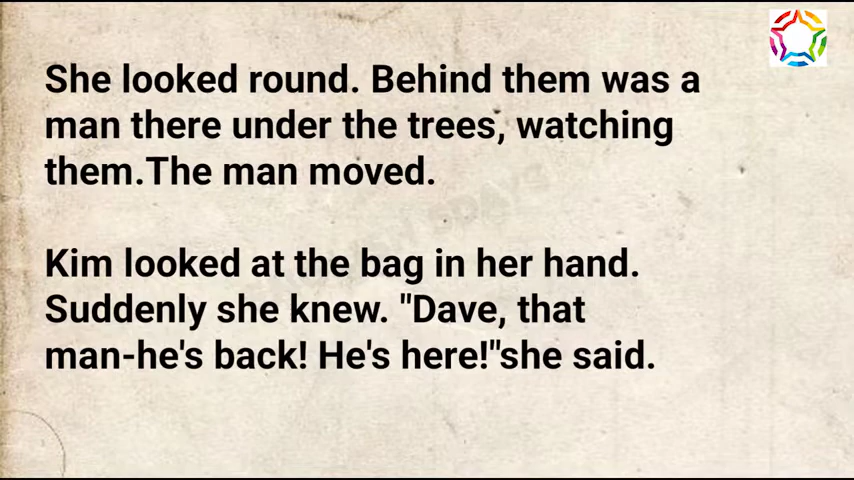 She looked round. Behind them was a
man there under the trees, watching
them.The man moved.
Kim looked at the bag in her hand.
Suddenly she knew. "Dave, that
man-he's back! He's here!"she said.